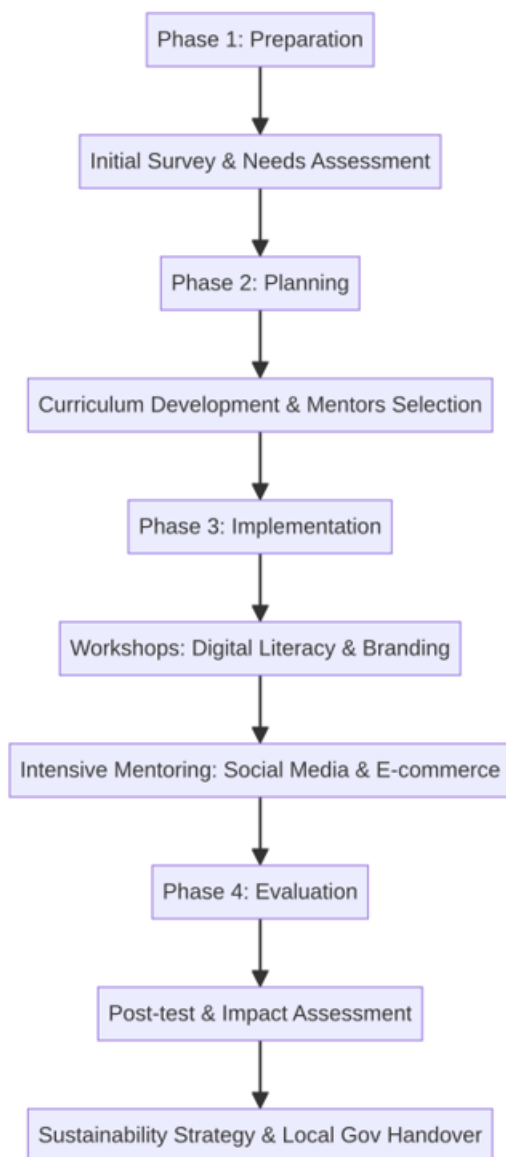 Phase 1: Preparation
Initial Survey & Needs Assessment
Phase 2: Planning
Curriculum Development & Mentors Selection
Phase 3: Implementation
Workshops: Digital Literacy & Branding
Intensive Mentoring: Social Media & E-commerce
Phase 4: Evaluation
Post-test & Impact Assessment
Sustainability Strategy & Local Gov Handover